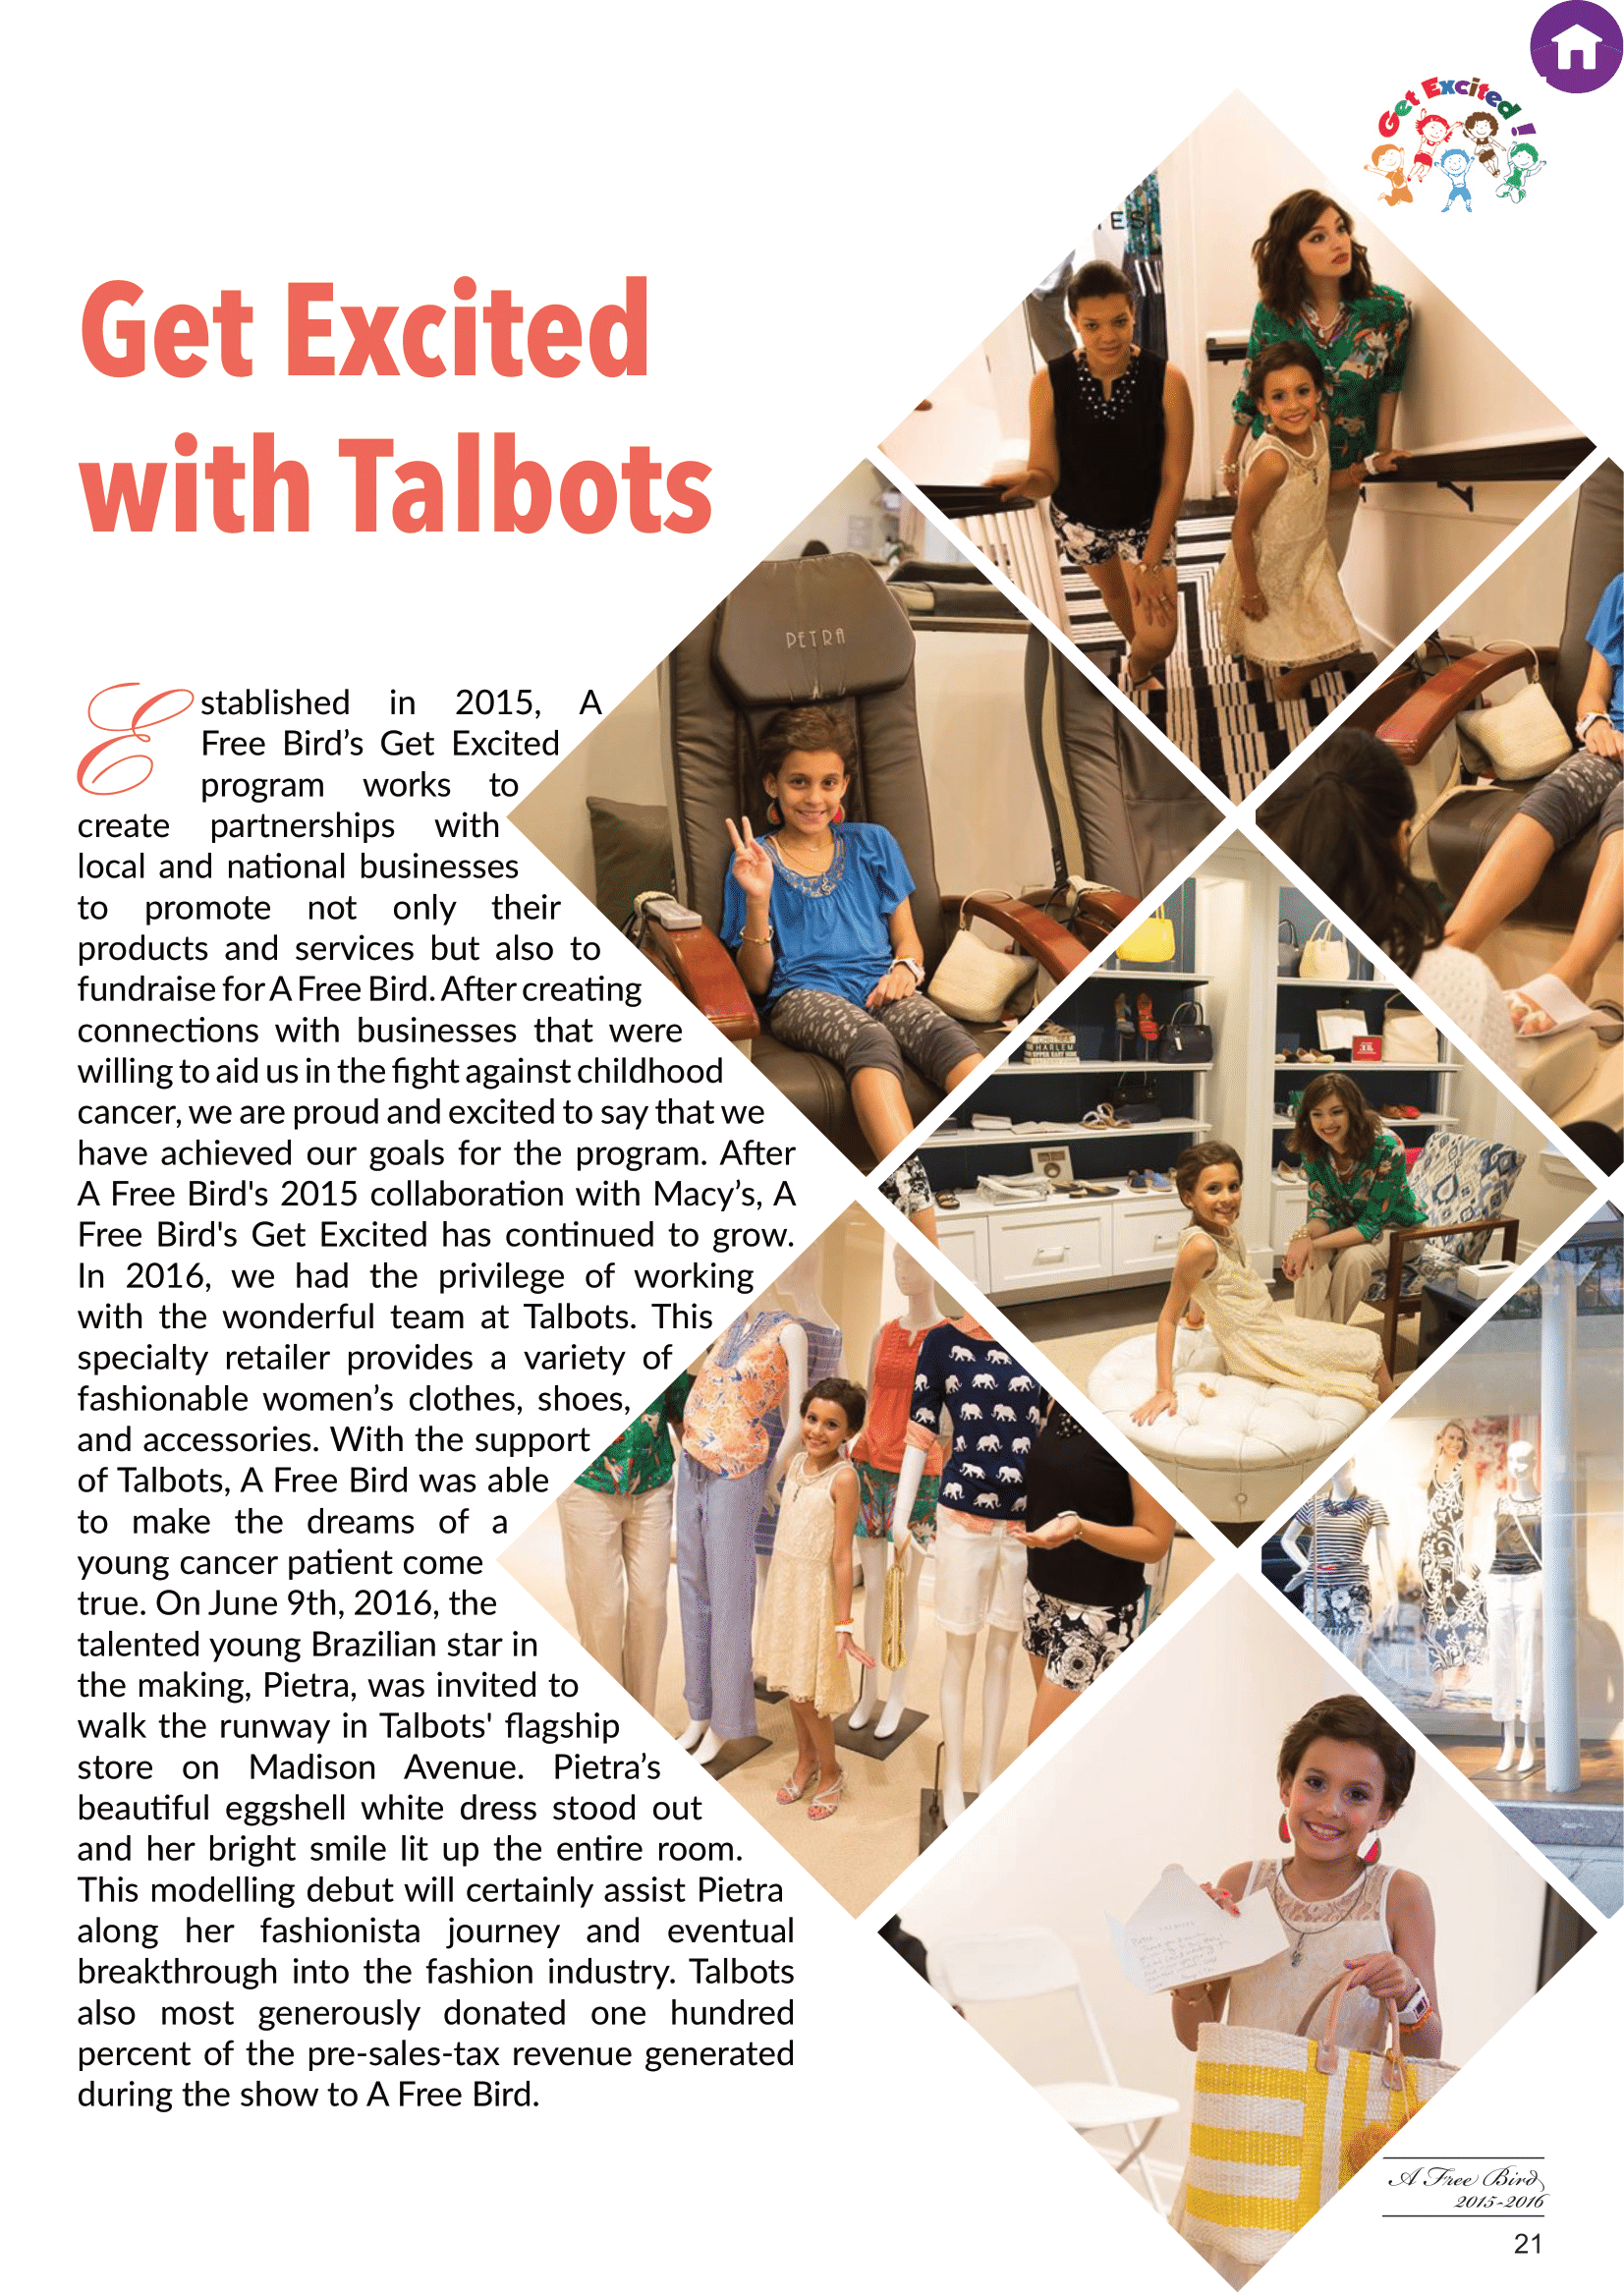 Get Excited !
Get Excited
with Talbots
Established in 2015, A
Free Bird’s Get Excited
program works to
create partnerships with
local and national businesses
to promote not only their
products and services but also to
fundraise for A Free Bird. After creating
connections with businesses that were
willing to aid us in the fight against childhood
cancer, we are proud and excited to say that we
have achieved our goals for the program. After
A Free Bird's 2015 collaboration with Macy’s, A
Free Bird's Get Excited has continued to grow.
In 2016, we had the privilege of working
with the wonderful team at Talbots. This
specialty retailer provides a variety of
fashionable women’s clothes, shoes,
and accessories. With the support
of Talbots, A Free Bird was able
to make the dreams of a
young cancer patient come
true. On June 9th, 2016, the
talented young Brazilian star in
the making, Pietra, was invited to
walk the runway in Talbots' flagship
store on Madison Avenue. Pietra’s
beautiful eggshell white dress stood out
and her bright smile lit up the entire room.
This modelling debut will certainly assist Pietra
along her fashionista journey and eventual
breakthrough into the fashion industry. Talbots
also most generously donated one hundred
percent of the pre-sales-tax revenue generated
during the show to A Free Bird.
PETRA
HARLEM
UPPER EAST SIDE
TALBOTS
A Free Bird
2015-2016
21